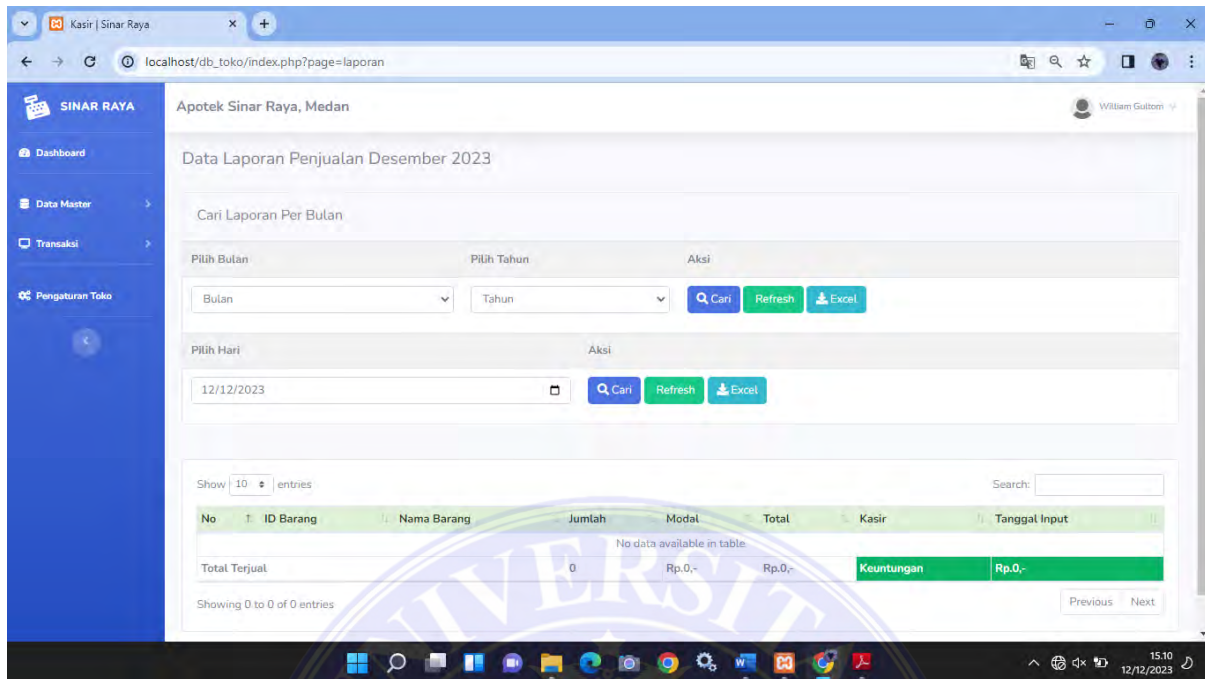 Kasir | Sinar Raya
localhost/db_toko/index.php?page=laporan
SINAR RAYA
Apotek Sinar Raya, Medan
William Gultom
Dashboard
Data Laporan Penjualan Desember 2023
Data Master
Cari Laporan Per Bulan
Transaksi
Pilih Bulan Pilih Tahun Aksi
Pengaturan Toko
Bulan Tahun Cari Refresh Excel
Pilih Hari Aksi
12/12/2023 Cari Refresh Excel
Show 10 entries Search:
No ID Barang Nama Barang Jumlah Modal Total Kasir Tanggal Input
No data available in table
Total Terjual 0 Rp.0,- Rp.0,- Keuntungan Rp.0,-
Showing 0 to 0 of 0 entries Previous Next
UNIVERSIT
15.10
12/12/2023